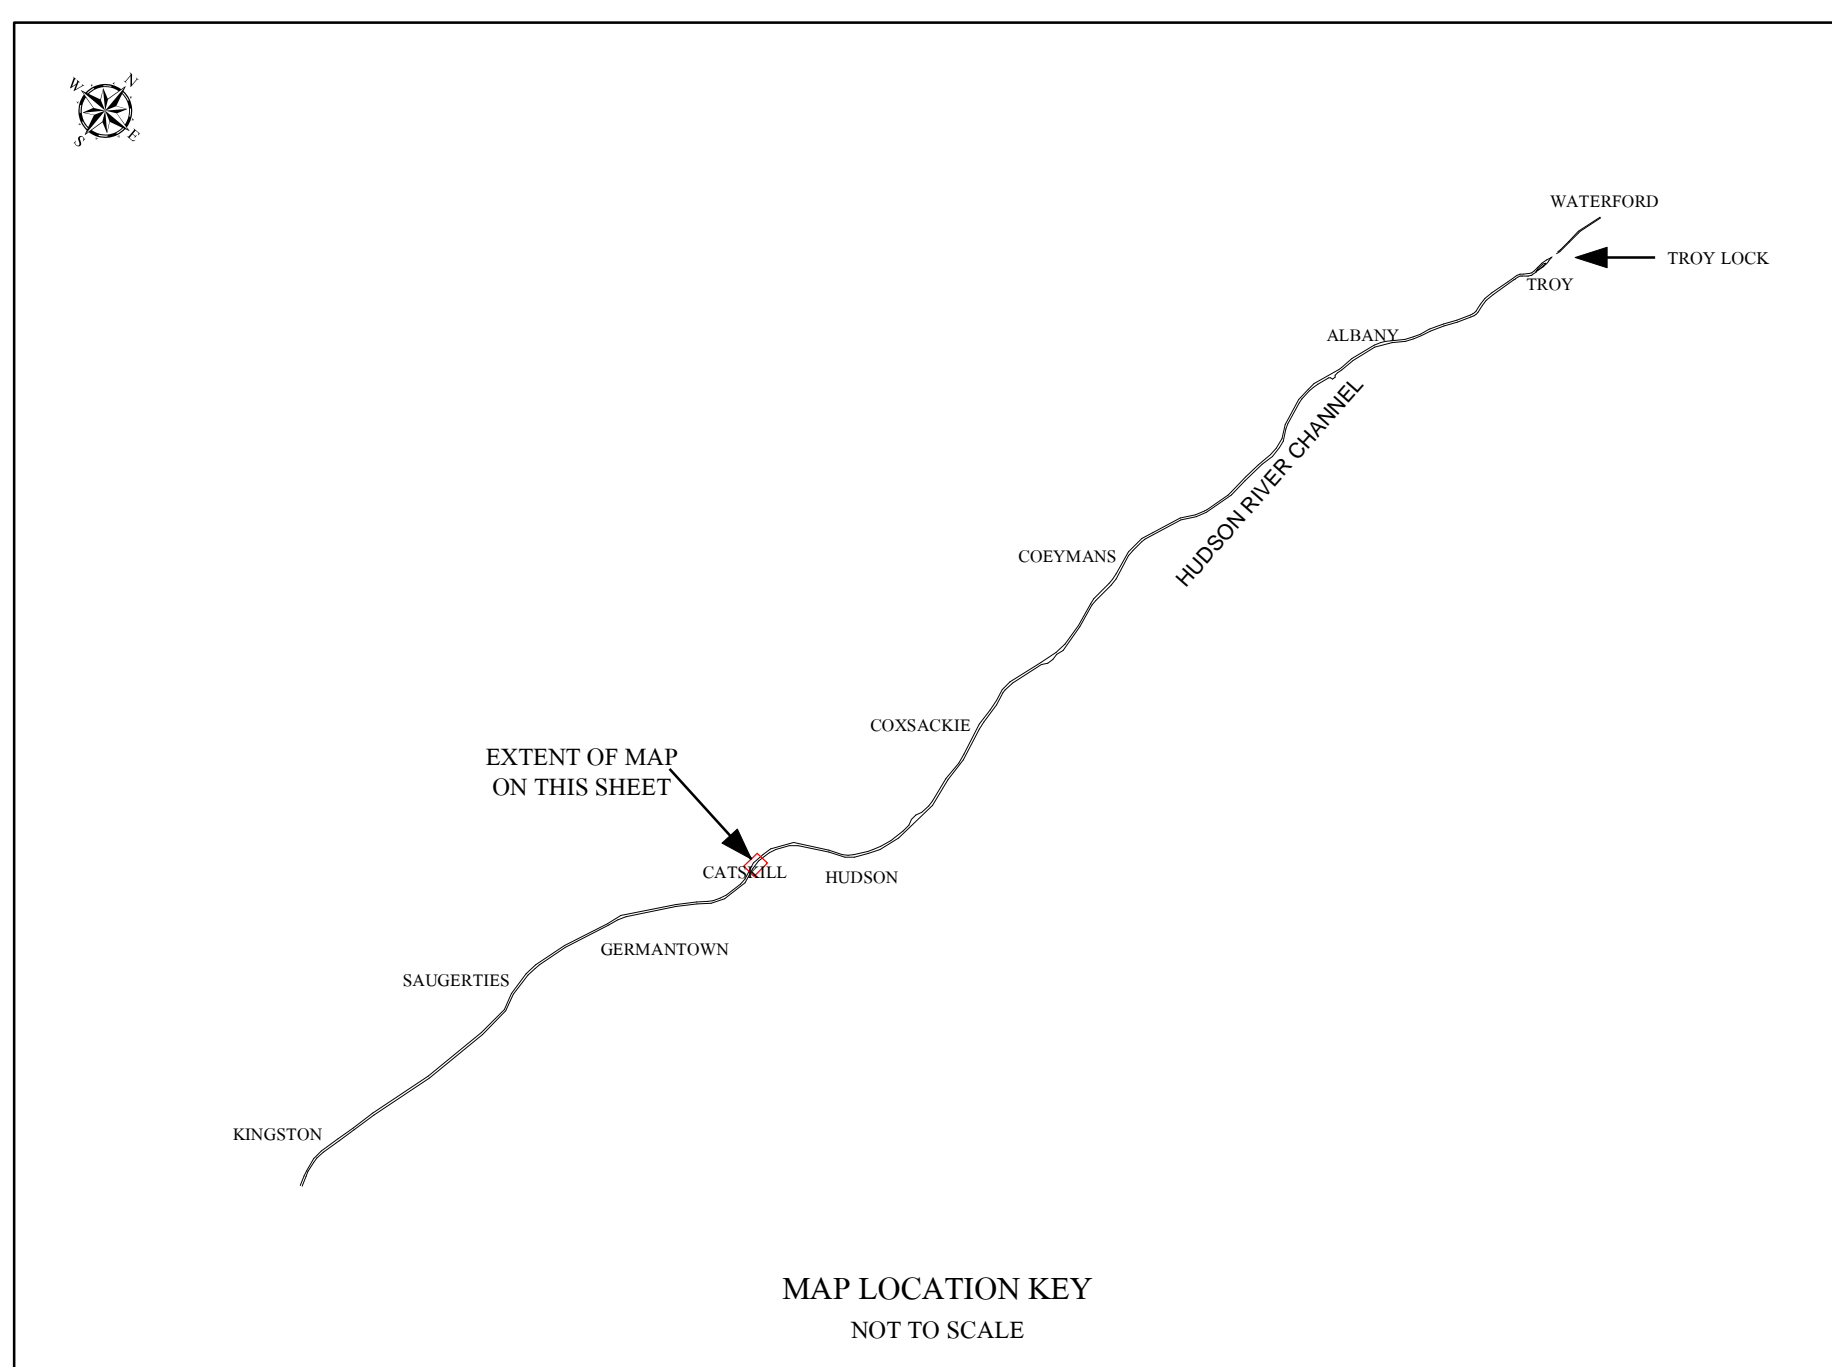 W
N
S
E
WATERFORD
TROY LOCK
TROY
ALBANY
HUDSON RIVER CHANNEL
COEYMANS
COXSACKIE
EXTENT OF MAP
ON THIS SHEET
CATSKILL
HUDSON
GERMANTOWN
SAUGERTIES
KINGSTON
MAP LOCATION KEY
NOT TO SCALE